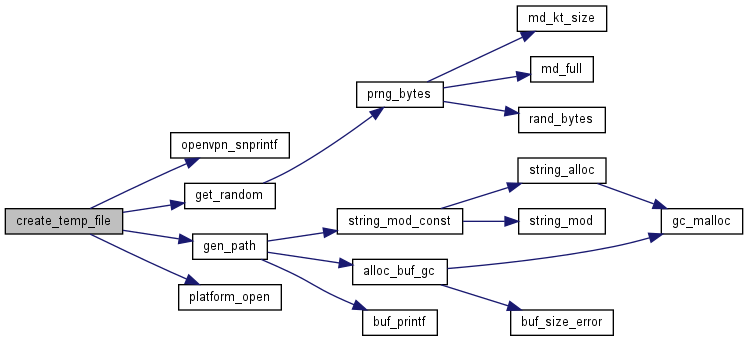 md_kt_size
md_full
prng_bytes
rand_bytes
openvpn_snprintf
string_alloc
get_random
create_temp_file
string_mod_const
string_mod
gc_malloc
gen_path
alloc_buf_gc
platform_open
buf_printf
buf_size_error